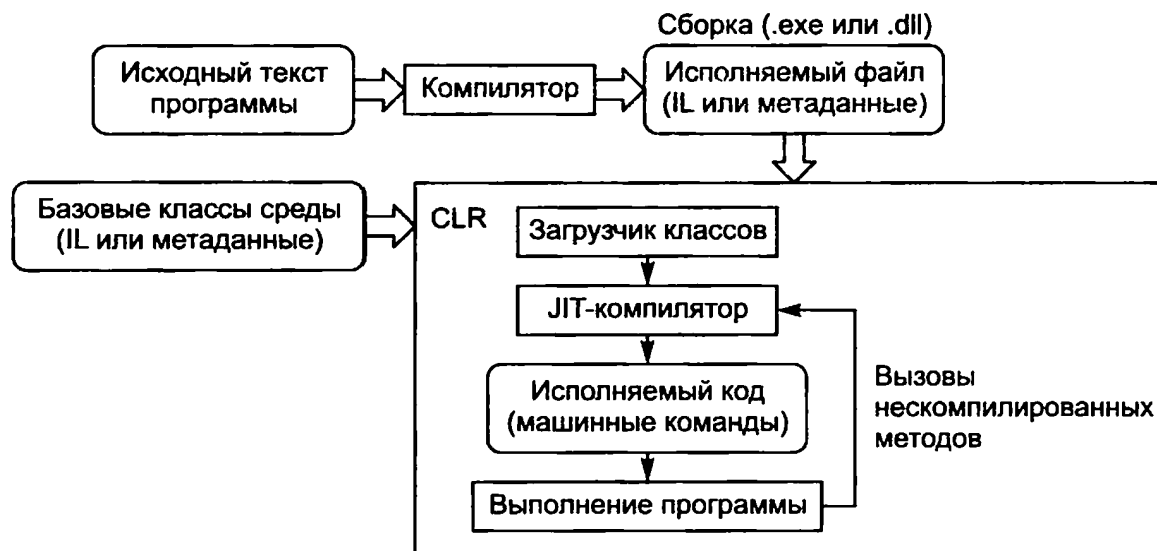 Сборка (.exe или .dll)
Исходный текст
программы
Компилятор
Исполняемый файл
(IL или метаданные)
Базовые классы среды
(IL или метаданные)
CLR
Загрузчик классов
JIT-компилятор
Исполняемый код
(машинные команды)
Вызовы
нескомпилированных
методов
Выполнение программы